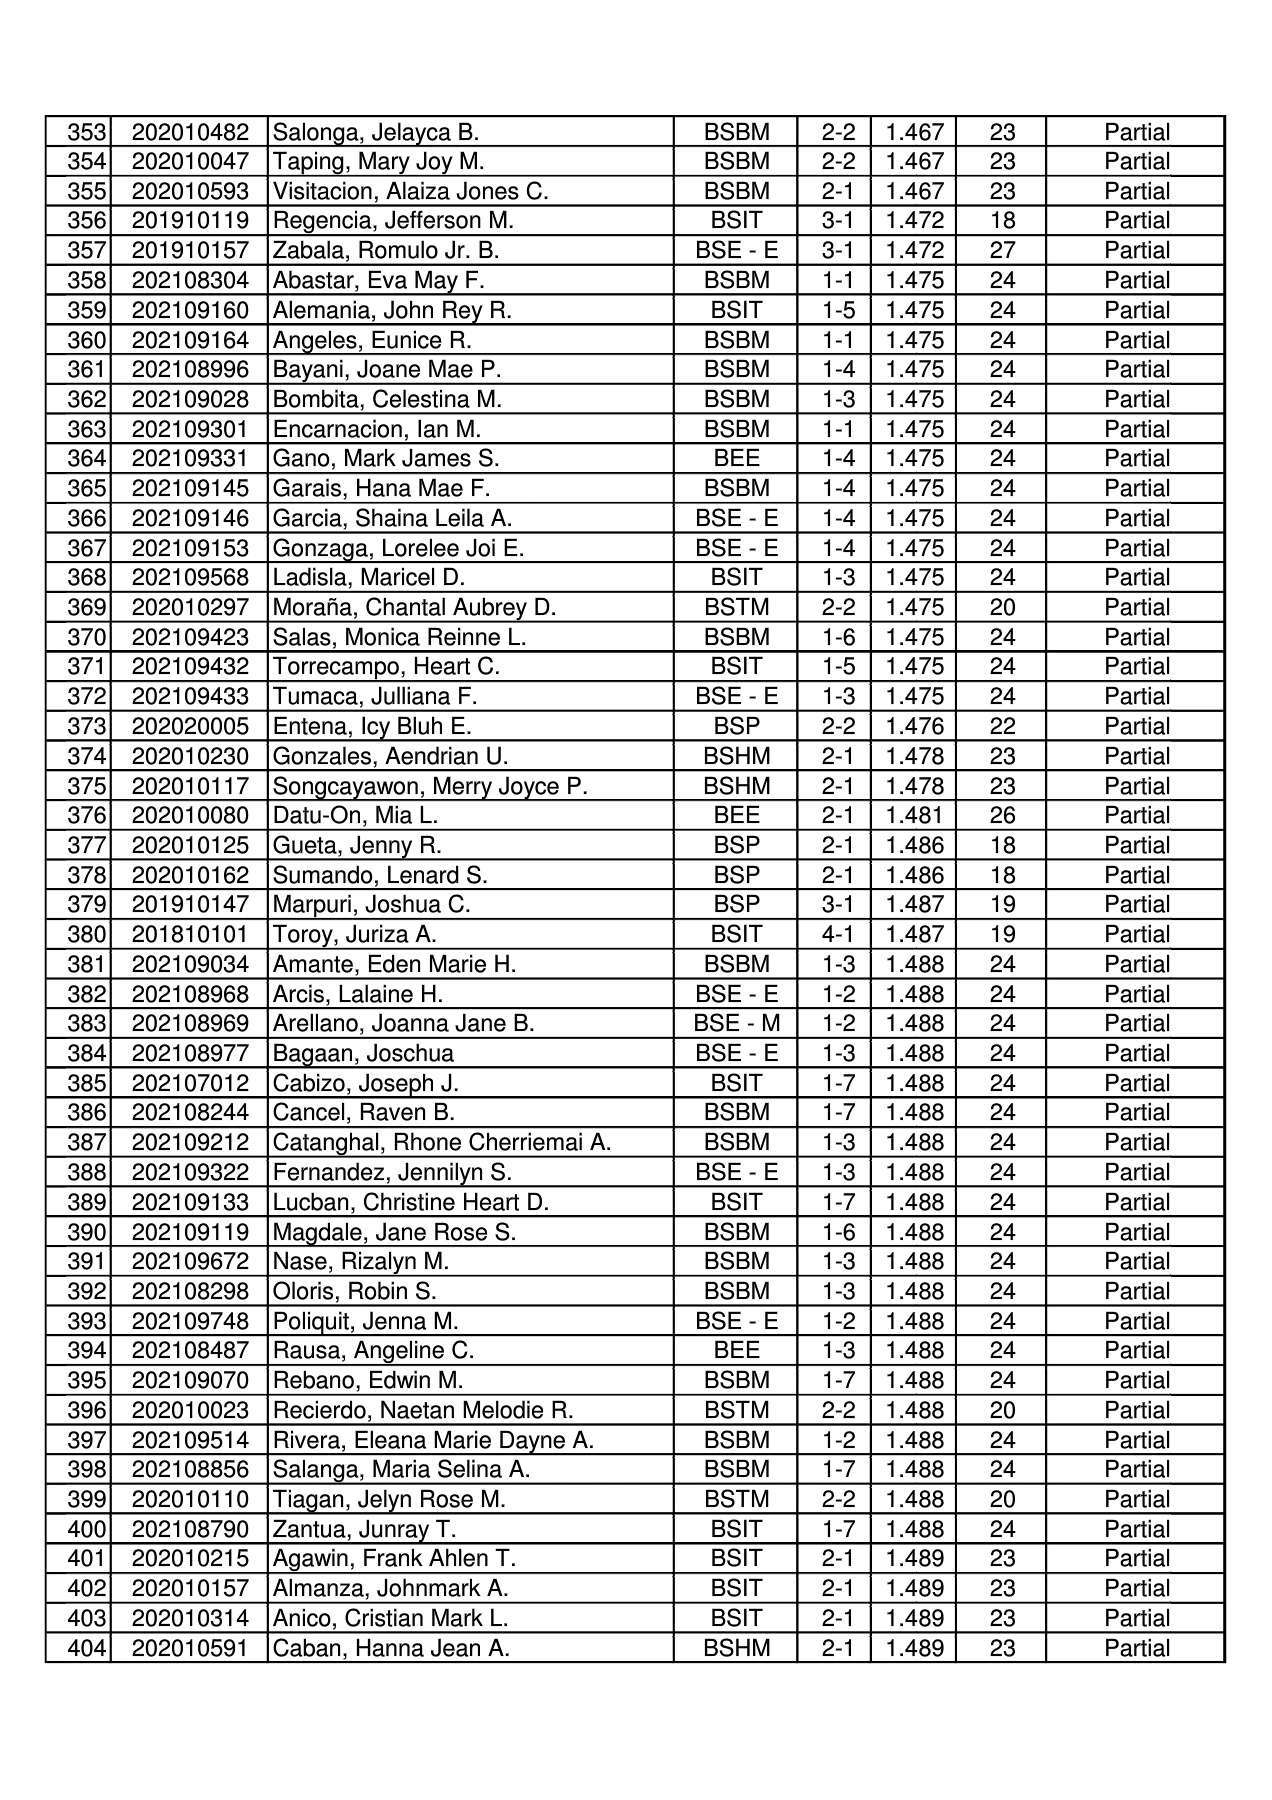 353 202010482 Salonga, Jelayca B. BSBM 2-2 1.467 23 Partial
354 202010047 Taping, Mary Joy M. BSBM 2-2 1.467 23 Partial
355 202010593 Visitacion, Alaiza Jones C. BSBM 2-1 1.467 23 Partial
356 201910119 Regencia, Jefferson M. BSIT 3-1 1.472 18 Partial
357 201910157 Zabala, Romulo Jr. B. BSE - E 3-1 1.472 27 Partial
358 202108304 Abastar, Eva May F. BSBM 1-1 1.475 24 Partial
359 202109160 Alemania, John Rey R. BSIT 1-5 1.475 24 Partial
360 202109164 Angeles, Eunice R. BSBM 1-1 1.475 24 Partial
361 202108996 Bayani, Joane Mae P. BSBM 1-4 1.475 24 Partial
362 202109028 Bombita, Celestina M. BSBM 1-3 1.475 24 Partial
363 202109301 Encarnacion, Ian M. BSBM 1-1 1.475 24 Partial
364 202109331 Gano, Mark James S. BEE 1-4 1.475 24 Partial
365 202109145 Garais, Hana Mae F. BSBM 1-4 1.475 24 Partial
366 202109146 Garcia, Shaina Leila A. BSE - E 1-4 1.475 24 Partial
367 202109153 Gonzaga, Lorelee Joi E. BSE - E 1-4 1.475 24 Partial
368 202109568 Ladisla, Maricel D. BSIT 1-3 1.475 24 Partial
369 202010297 Moraña, Chantal Aubrey D. BSTM 2-2 1.475 20 Partial
370 202109423 Salas, Monica Reinne L. BSBM 1-6 1.475 24 Partial
371 202109432 Torrecampo, Heart C. BSIT 1-5 1.475 24 Partial
372 202109433 Tumaca, Julliana F. BSE - E 1-3 1.475 24 Partial
373 202020005 Entena, Icy Bluh E. BSP 2-2 1.476 22 Partial
374 202010230 Gonzales, Aendrian U. BSHM 2-1 1.478 23 Partial
375 202010117 Songcayawon, Merry Joyce P. BSHM 2-1 1.478 23 Partial
376 202010080 Datu-On, Mia L. BEE 2-1 1.481 26 Partial
377 202010125 Gueta, Jenny R. BSP 2-1 1.486 18 Partial
378 202010162 Sumando, Lenard S. BSP 2-1 1.486 18 Partial
379 201910147 Marpuri, Joshua C. BSP 3-1 1.487 19 Partial
380 201810101 Toroy, Juriza A. BSIT 4-1 1.487 19 Partial
381 202109034 Amante, Eden Marie H. BSBM 1-3 1.488 24 Partial
382 202108968 Arcis, Lalaine H. BSE - E 1-2 1.488 24 Partial
383 202108969 Arellano, Joanna Jane B. BSE - M 1-2 1.488 24 Partial
384 202108977 Bagaan, Joschua BSE - E 1-3 1.488 24 Partial
385 202107012 Cabizo, Joseph J. BSIT 1-7 1.488 24 Partial
386 202108244 Cancel, Raven B. BSBM 1-7 1.488 24 Partial
387 202109212 Catanghal, Rhone Cherriemai A. BSBM 1-3 1.488 24 Partial
388 202109322 Fernandez, Jennilyn S. BSE - E 1-3 1.488 24 Partial
389 202109133 Lucban, Christine Heart D. BSIT 1-7 1.488 24 Partial
390 202109119 Magdale, Jane Rose S. BSBM 1-6 1.488 24 Partial
391 202109672 Nase, Rizalyn M. BSBM 1-3 1.488 24 Partial
392 202108298 Oloris, Robin S. BSBM 1-3 1.488 24 Partial
393 202109748 Poliquit, Jenna M. BSE - E 1-2 1.488 24 Partial
394 202108487 Rausa, Angeline C. BEE 1-3 1.488 24 Partial
395 202109070 Rebano, Edwin M. BSBM 1-7 1.488 24 Partial
396 202010023 Recierdo, Naetan Melodie R. BSTM 2-2 1.488 20 Partial
397 202109514 Rivera, Eleana Marie Dayne A. BSBM 1-2 1.488 24 Partial
398 202108856 Salanga, Maria Selina A. BSBM 1-7 1.488 24 Partial
399 202010110 Tiagan, Jelyn Rose M. BSTM 2-2 1.488 20 Partial
400 202108790 Zantua, Junray T. BSIT 1-7 1.488 24 Partial
401 202010215 Agawin, Frank Ahlen T. BSIT 2-1 1.489 23 Partial
402 202010157 Almanza, Johnmark A. BSIT 2-1 1.489 23 Partial
403 202010314 Anico, Cristian Mark L. BSIT 2-1 1.489 23 Partial
404 202010591 Caban, Hanna Jean A. BSHM 2-1 1.489 23 Partial